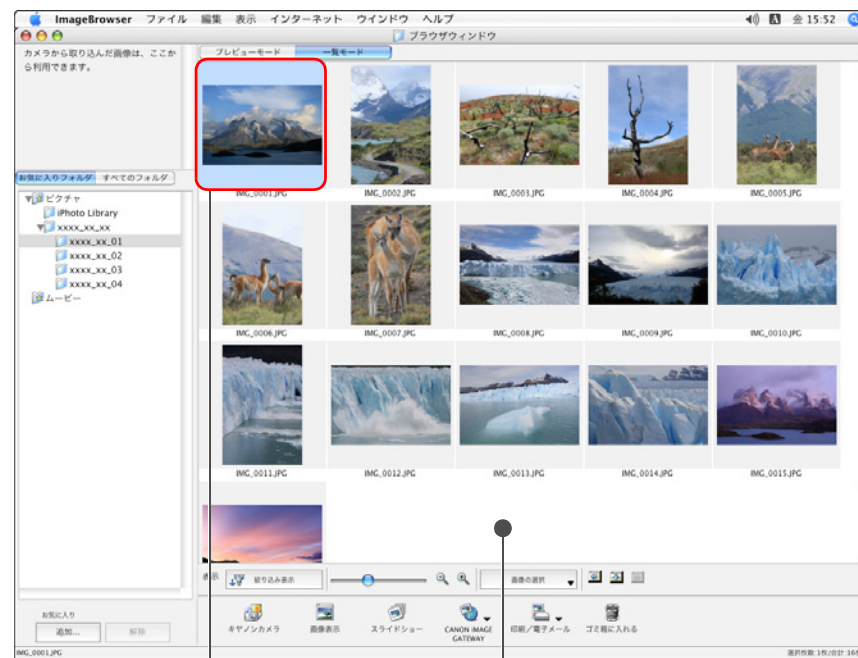 ImageBrowser ファイル 編集 表示 インターネット ウインドウ ヘルプ 金 15:52
ブラウザウィンドウ
カメラから取り込んだ画像は、ここか
ら利用できます。
プレビューモード 一覧モード
お気に入りフォルダ すべてのフォルダ
ピクチャ
iPhoto Library
xxxx_xx_xx
xxxx_xx_01
xxxx_xx_02
xxxx_xx_03
xxxx_xx_04
ムービー
IMG_0001.JPG IMG_0002.JPG IMG_0003.JPG IMG_0004.JPG IMG_0005.JPG
IMG_0006.JPG IMG_0007.JPG IMG_0008.JPG IMG_0009.JPG IMG_0010.JPG
IMG_0011.JPG IMG_0012.JPG IMG_0013.JPG IMG_0014.JPG IMG_0015.JPG
表示 絞り込み表示 画像の選択
お気に入り
追加... 解除
キヤノンカメラ 画像表示 スライドショー CANON IMAGE GATEWAY 印刷/電子メール ゴミ箱に入れる
IMG_0001.JPG 選択枚数:1枚/合計:16